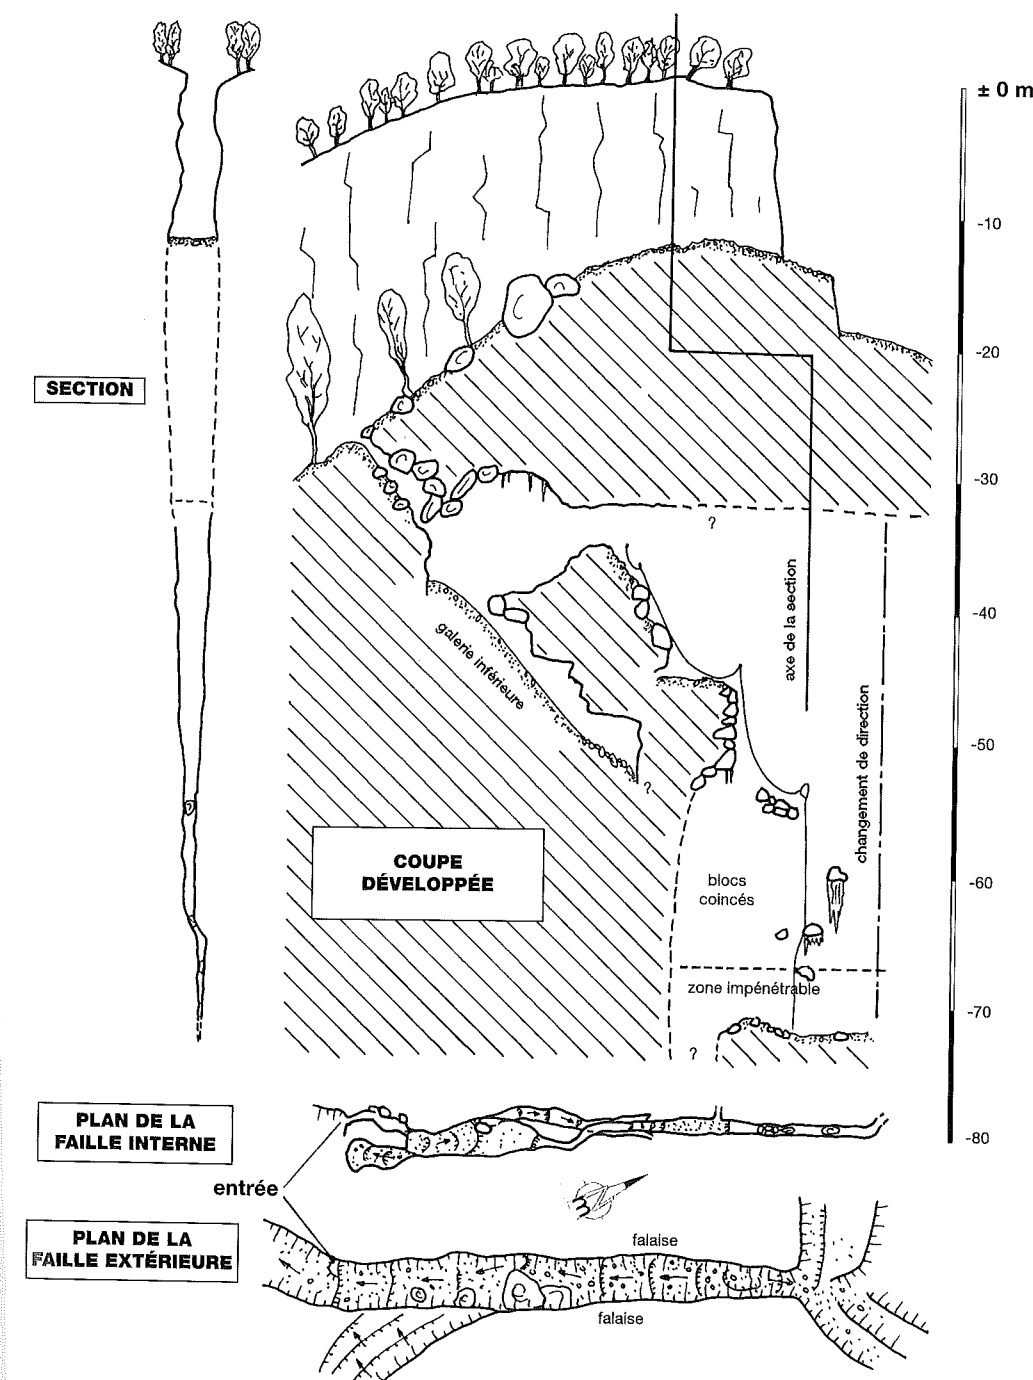 ± 0 m
-10
-20
SECTION
-30
?
axe de la section
-40
galerie inférieure
changement de direction
-50
?
COUPE
DÉVELOPPÉE
blocs
coincés
-60
zone impénétrable
-70
?
PLAN DE LA
FAILLE INTERNE
-80
entrée
PLAN DE LA
FAILLE EXTÉRIEURE
falaise
falaise